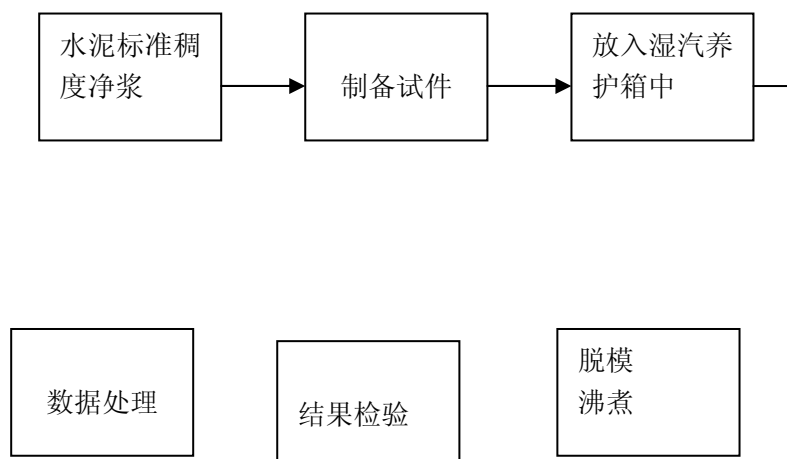 水泥标准稠
度净浆
制备试件
放入湿汽养
护箱中
数据处理
结果检验
脱模
沸煮